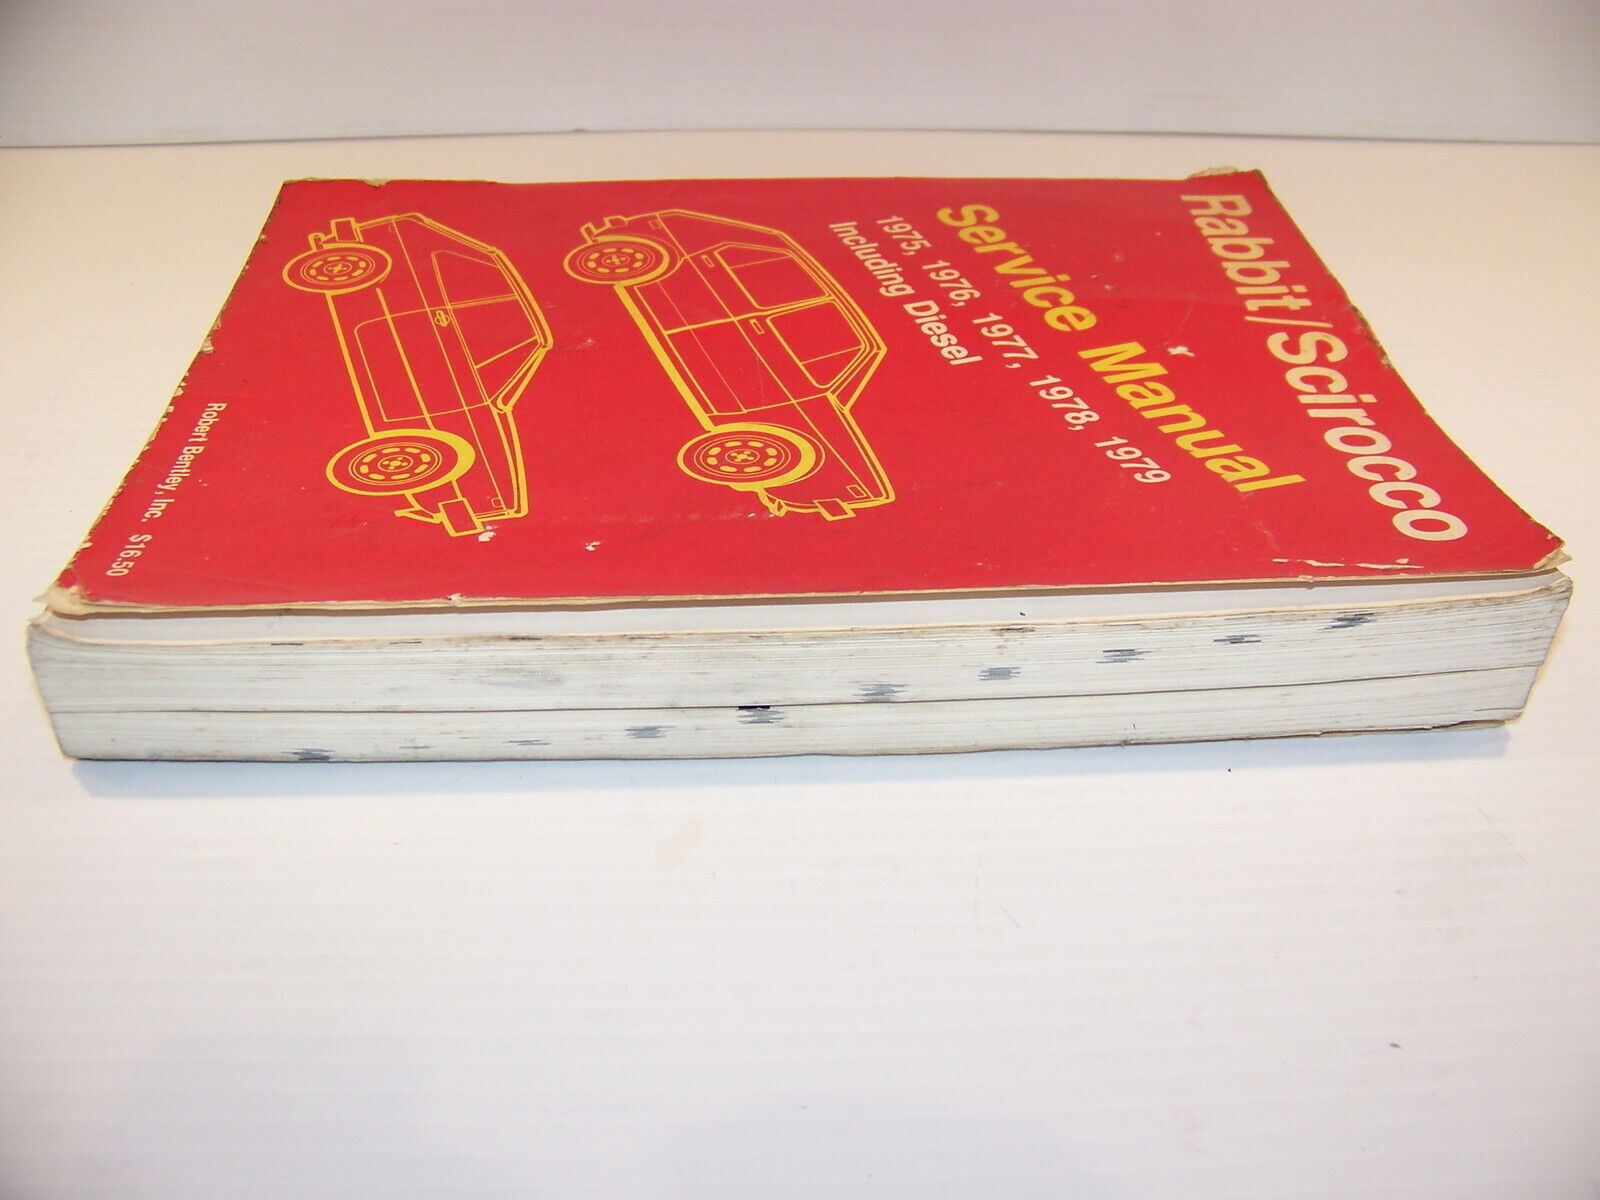 Rabbit/Scirocco
Service Manual
1975, 1976, 1977, 1978, 1979
Including Diesel
Robert Bentley, Inc. $16.50